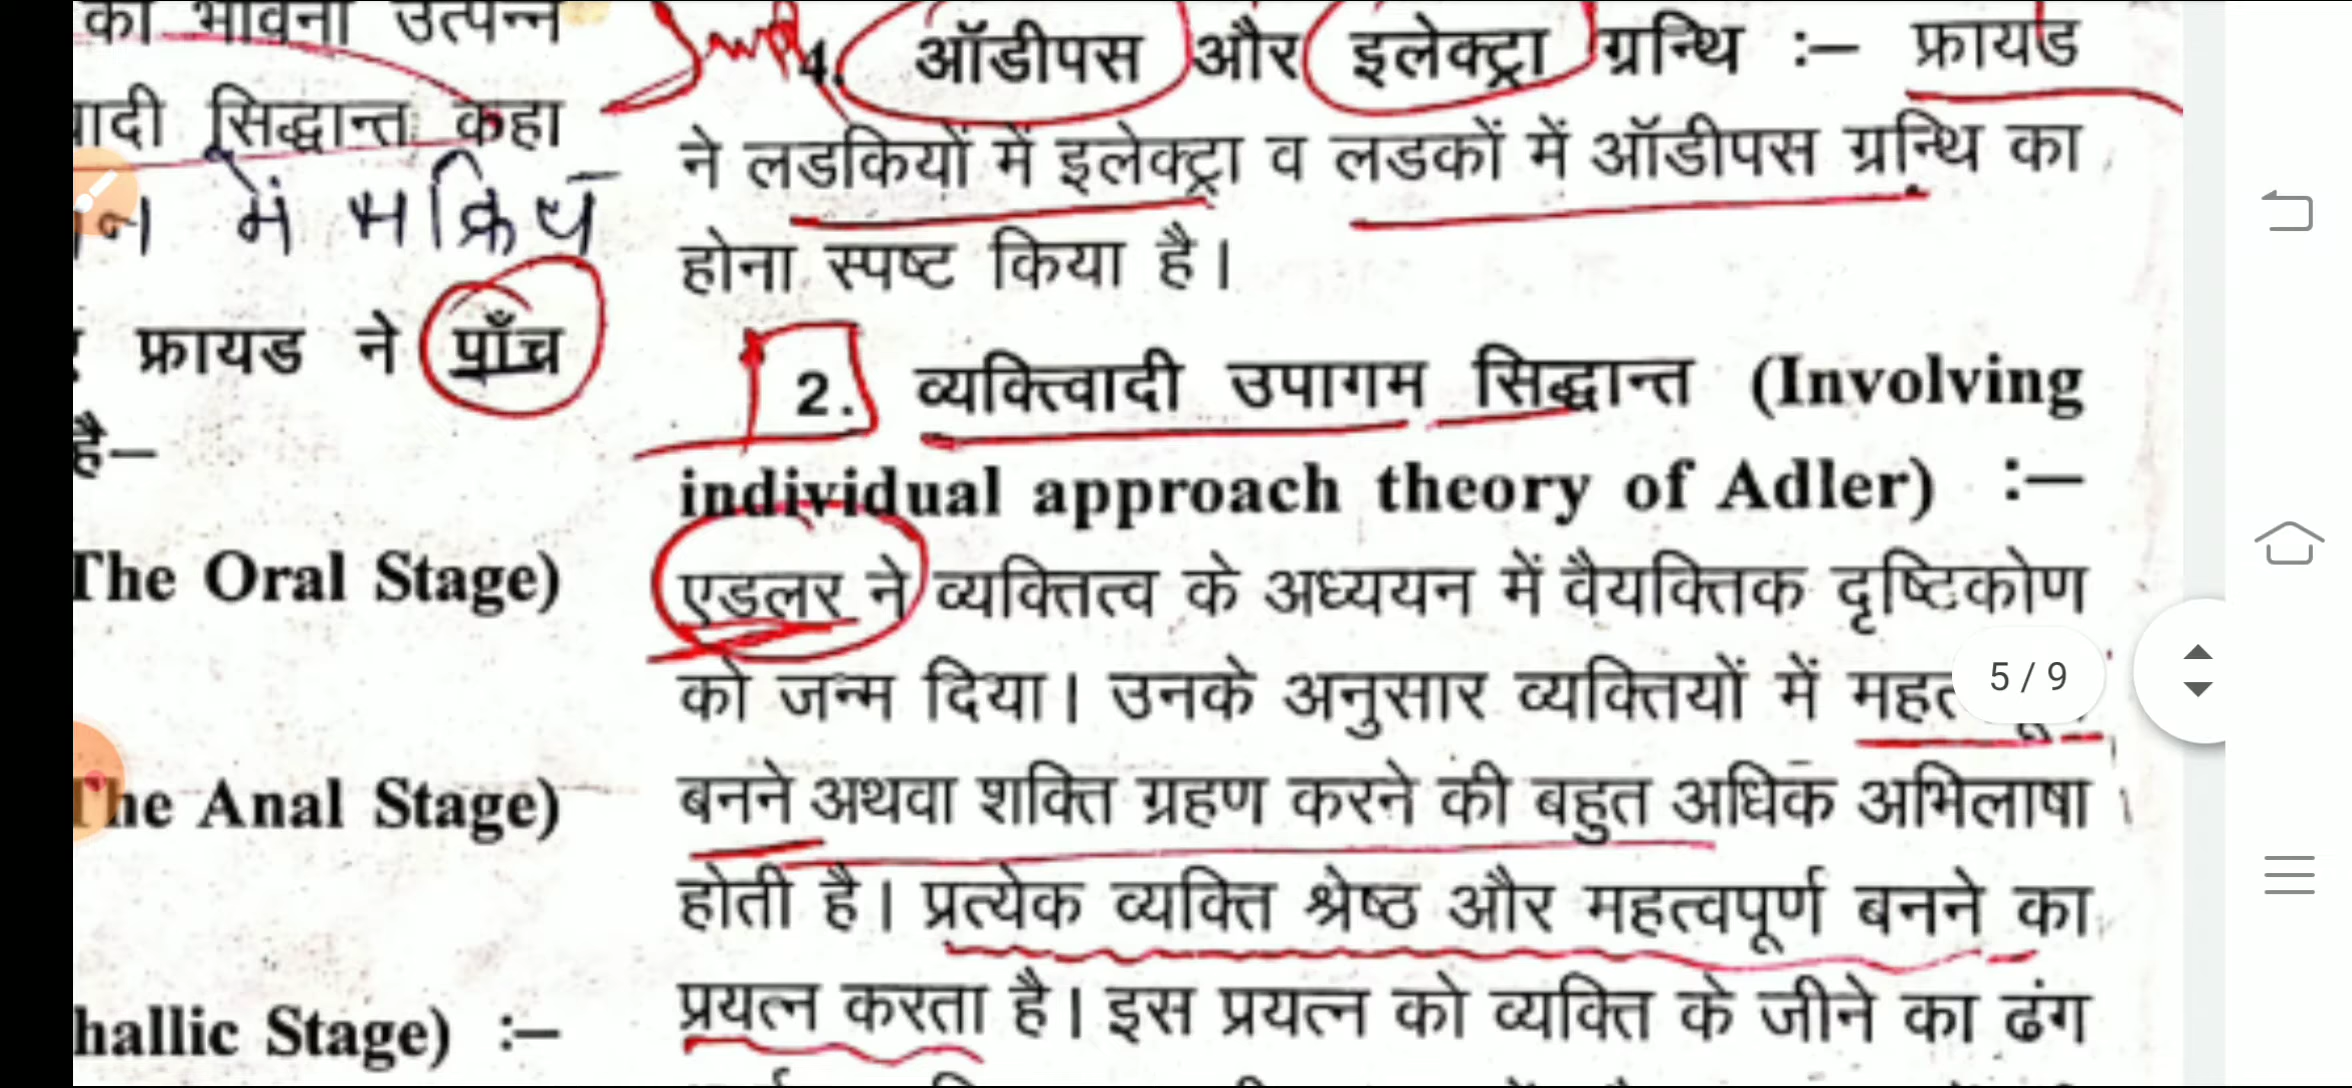 का भावना उत्पन्न
वादी सिद्धान्त कहा
में
फ्रायड ने पाँच
है—
The Oral Stage)
The Anal Stage)
hallic Stage) :—
4. ऑडीपस और इलेक्ट्रा ग्रन्थि :— फ्रायड
ने लडकियों में इलेक्ट्रा व लडकों में ऑडीपस ग्रन्थि का
होना स्पष्ट किया है।
2. व्यक्तिवादी उपागम सिद्धान्त (Involving
individual approach theory of Adler) :—
एडलर ने व्यक्तित्व के अध्ययन में वैयक्तिक दृष्टिकोण
को जन्म दिया। उनके अनुसार व्यक्तियों में
5 / 9
बनने अथवा शक्ति ग्रहण करने की बहुत अधिक अभिलाषा
होती है। प्रत्येक व्यक्ति श्रेष्ठ और महत्वपूर्ण बनने का
प्रयत्न करता है। इस प्रयत्न को व्यक्ति के जीने का ढंग